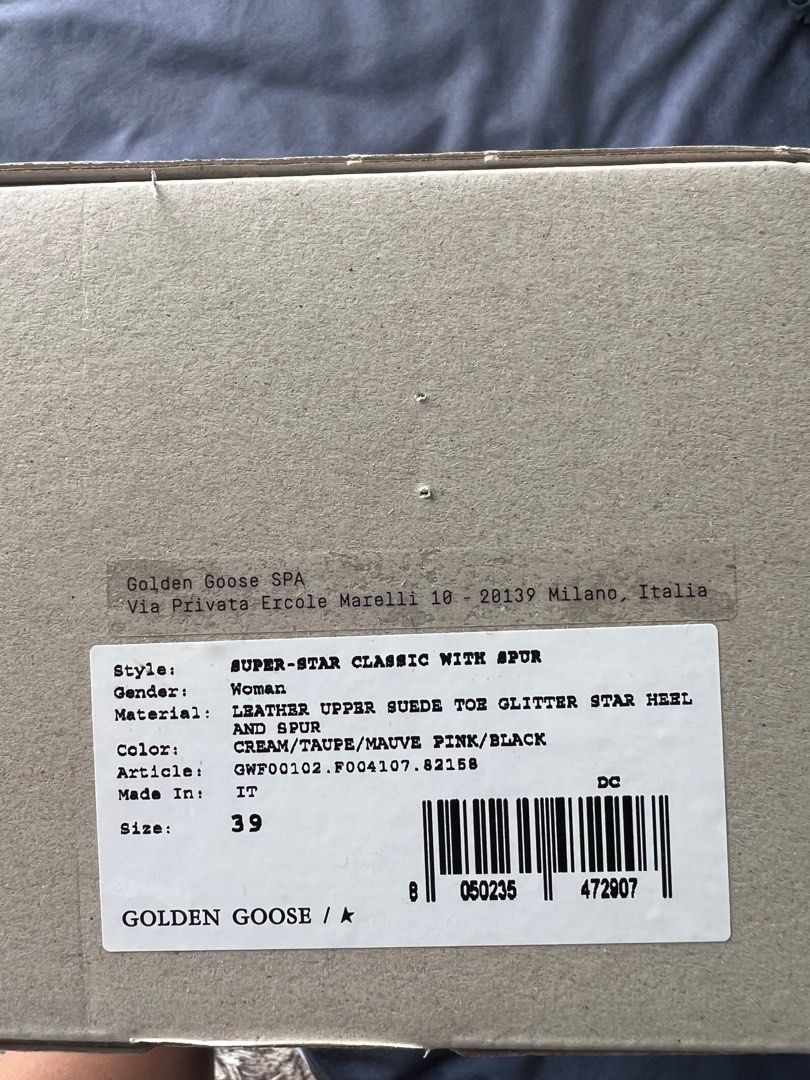 Golden Goose SPA
Via Privata Ercole Marelli 10 - 20139 Milano, Italia
Style: SUPER-STAR CLASSIC WITH SPUR
Gender: Woman
Material: LEATHER UPPER SUEDE TOE GLITTER STAR HEEL
AND SPUR
Color: CREAM/TAUPE/MAUVE PINK/BLACK
Article: GWF00102.F004107.82158
Made In: IT
DC
Size: 39
8 050235 472907
GOLDEN GOOSE /